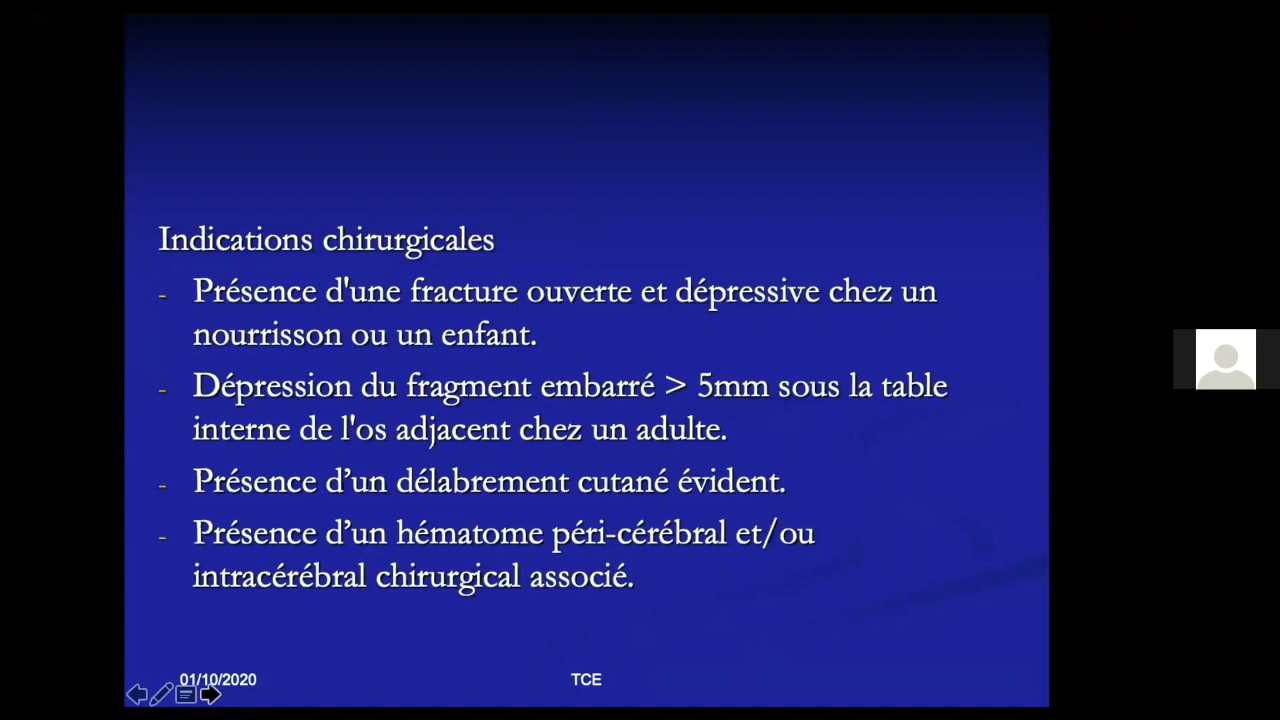 Indications chirurgicales
- Présence d'une fracture ouverte et dépressive chez un
nourrisson ou un enfant.
- Dépression du fragment embarré > 5mm sous la table
interne de l'os adjacent chez un adulte.
- Présence d’un délabrement cutané évident.
- Présence d’un hématome péri-cérébral et/ou
intracérébral chirurgical associé.
01/10/2020 TCE